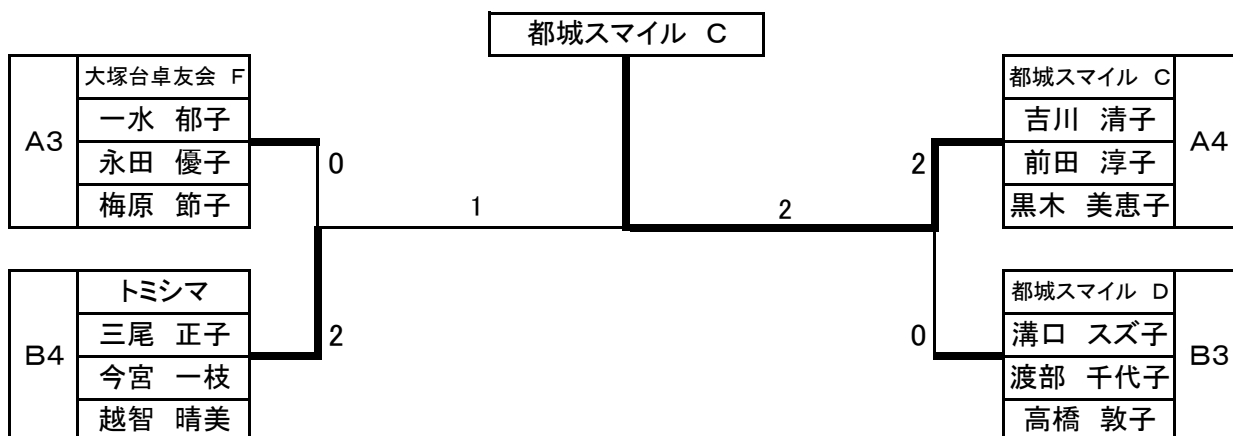 都城スマイル C
A3
大塚台卓友会 F
一水 郁子
永田 優子
梅原 節子
0
1
2
2
都城スマイル C
吉川 清子
前田 淳子
黒木 美恵子
A4
B4
トミシマ
三尾 正子
今宮 一枝
越智 晴美
2
0
都城スマイル D
溝口 スズ子
渡部 千代子
高橋 敦子
B3